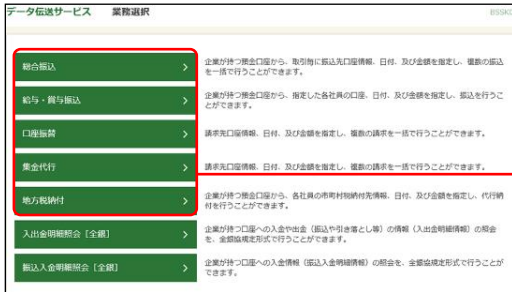 データ伝送サービス 業務選択
総合振込 >
企業が持つ預金口座から、取引毎に振込先口座情報、日付、及び金額を指定し、複数の振込
を一括で行うことができます。
給与・賞与振込 >
企業が持つ預金口座から、指定した各社員の口座、日付、及び金額を指定し、振込を行うこ
とができます。
口座振替 >
請求先口座情報、日付、及び金額を指定し、複数の請求を一括で行うことができます。
集金代行 >
請求先口座情報、日付、及び金額を指定し、複数の請求を一括で行うことができます。
地方税納付 >
企業が持つ預金口座から、各社員の市町村税納付先情報、日付、及び金額を指定し、代行納
付を行うことができます。
入出金明細照会［全銀］ >
企業が持つ口座への入金や出金（振込や引き落とし等）の情報（入出金明細情報）の照会
を、全銀協規定形式で行うことができます。
振込入金明細照会［全銀］ >
企業が持つ口座への入金情報（振込入金明細情報）の照会を、全銀協規定形式で行うことが
できます。